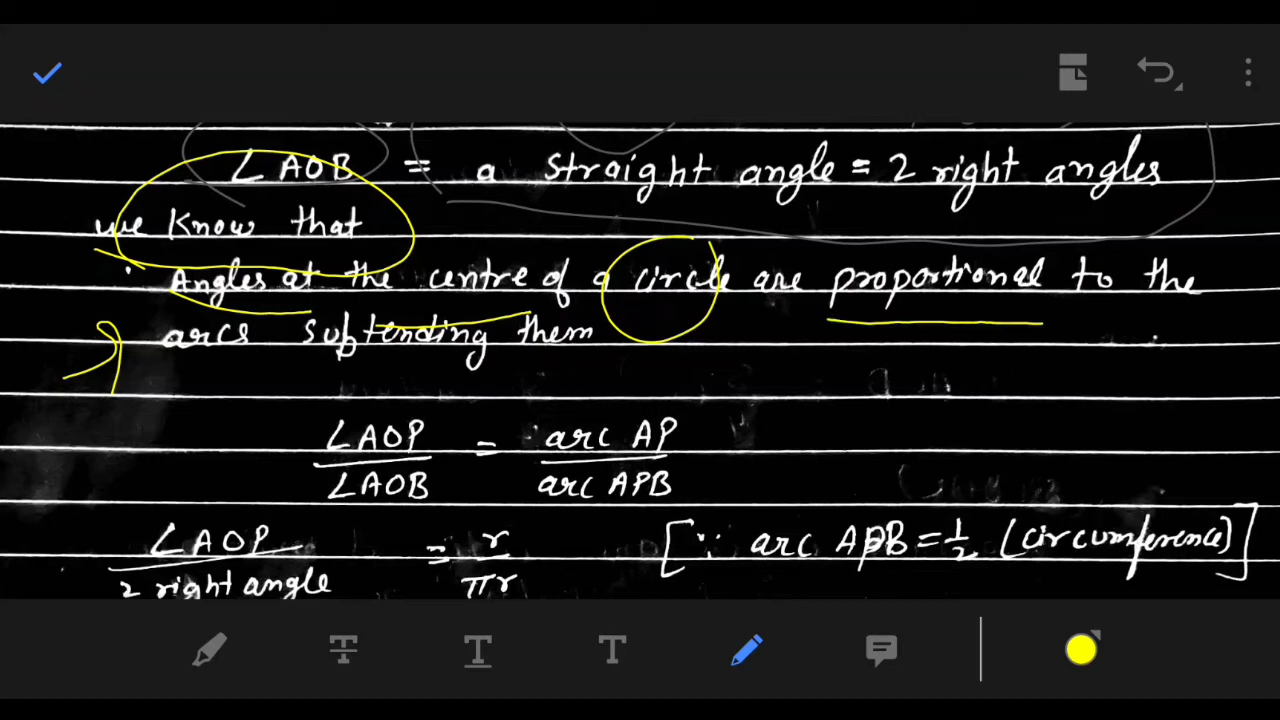 ∠AOB = a straight angle = 2 right angles
we know that
∴ Angles at the centre of a circle are proportional to the
arcs subtending them
∠AOP / ∠AOB = arc AP / arc APB
∠AOP / 2 right angle = r / πr [∵ arc APB = 1/2 (circumference)]